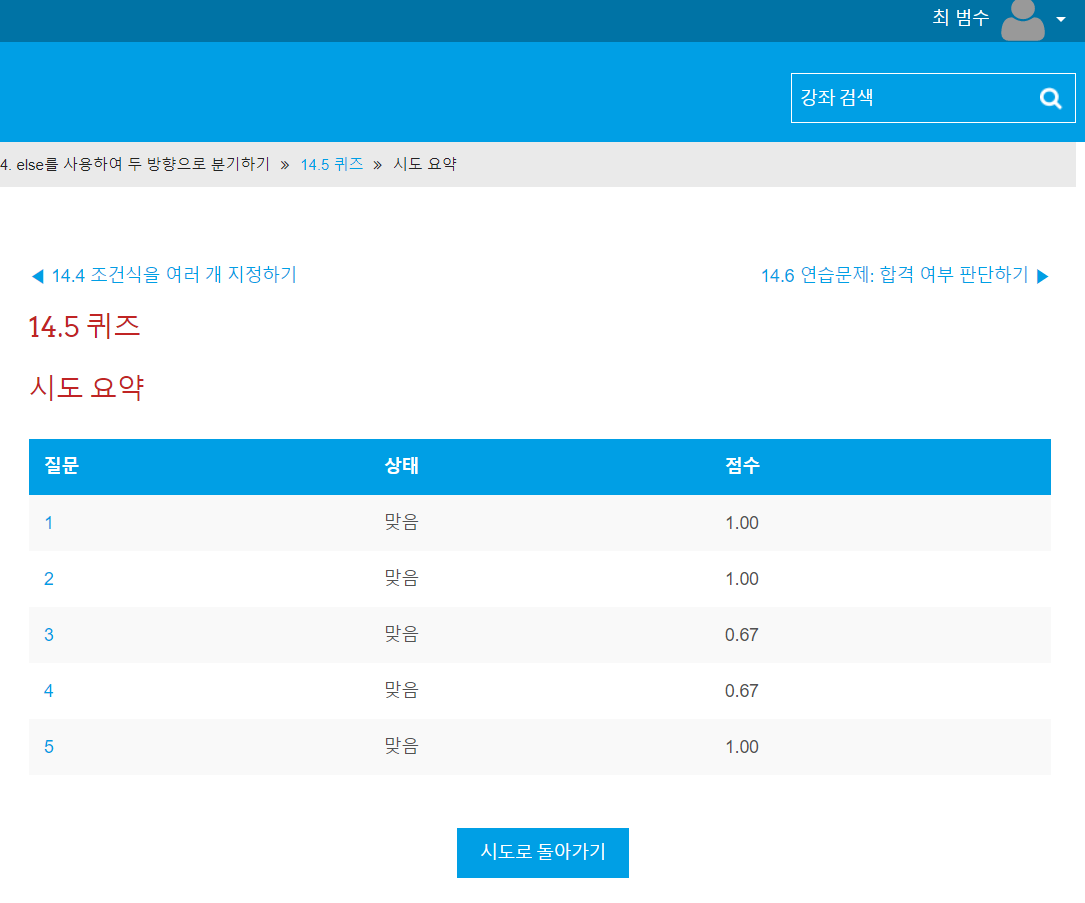 최 범수
강좌 검색
4. else를 사용하여 두 방향으로 분기하기 » 14.5 퀴즈 » 시도 요약
◀ 14.4 조건식을 여러 개 지정하기 14.6 연습문제: 합격 여부 판단하기 ▶
14.5 퀴즈
시도 요약
질문 상태 점수
1 맞음 1.00
2 맞음 1.00
3 맞음 0.67
4 맞음 0.67
5 맞음 1.00
시도로 돌아가기